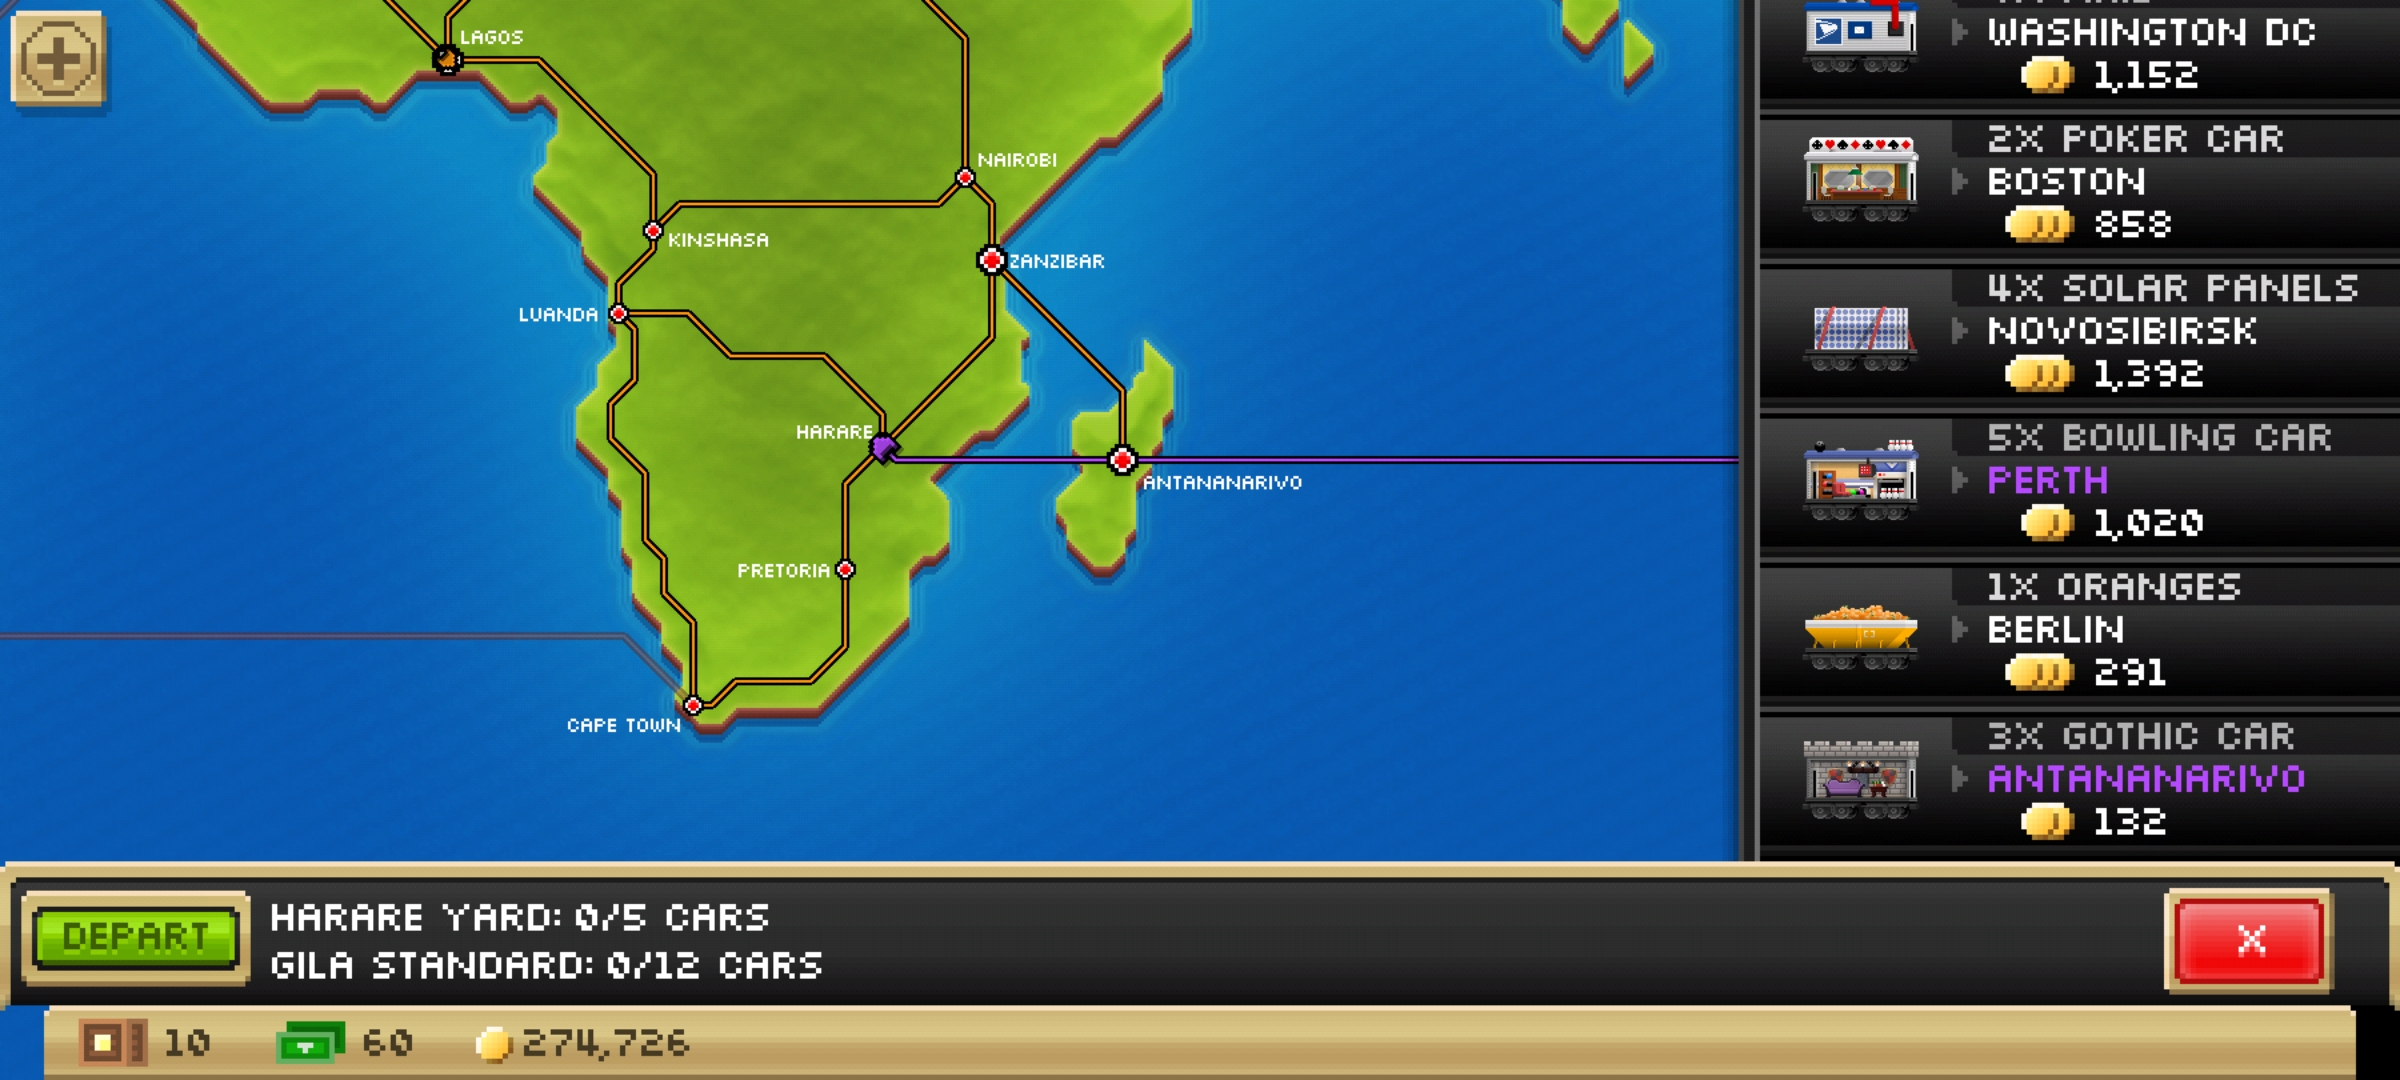 LAGOS
NAIROBI
KINSHASA
ZANZIBAR
LUANDA
HARARE
ANTANANARIVO
PRETORIA
CAPE TOWN
WASHINGTON DC
1,152
2X POKER CAR
BOSTON
858
4X SOLAR PANELS
NOVOSIBIRSK
1,392
5X BOWLING CAR
PERTH
1,020
1X ORANGES
BERLIN
291
3X GOTHIC CAR
ANTANANARIVO
132
DEPART
HARARE YARD: 0/5 CARS
GILA STANDARD: 0/12 CARS
X
10
60
274,726